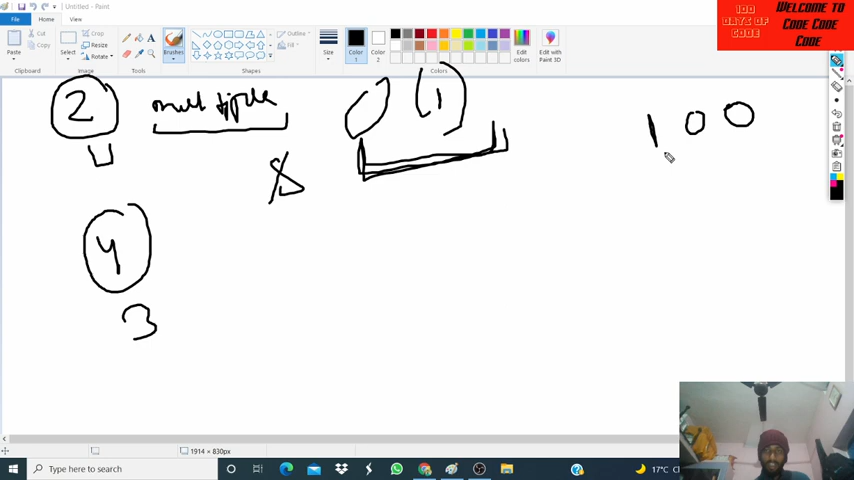 Untitled - Paint
File Home View
Paste Cut Copy Clipboard
Select Crop Resize Rotate Image
Tools
Brushes
Shapes Outline Fill
Size
Color 1 Color 2 Edit colors Colors
Edit with Paint 3D
100 DAYS OF CODE
WELCOME TO CODE CODE CODE
2 multiple 0 1 1 0 0
&
4
3
1914 × 830px
Type here to search
17°C